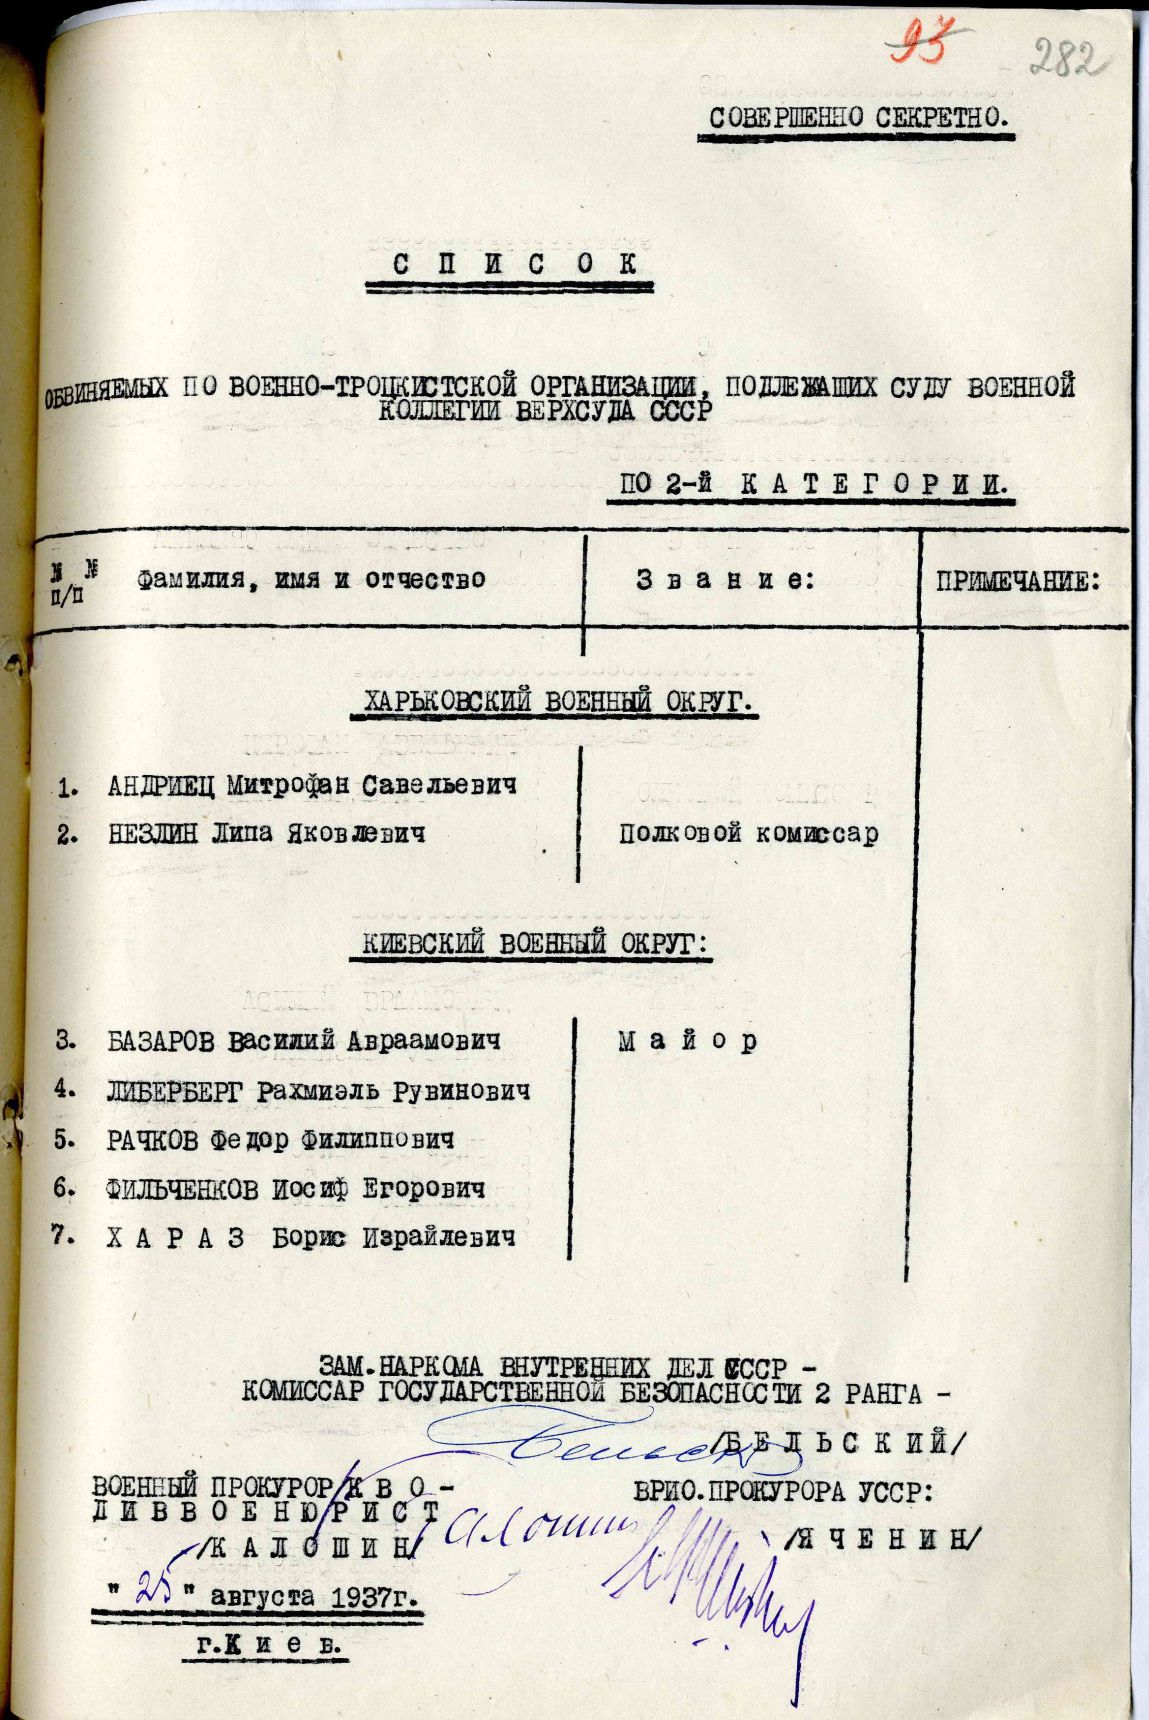 95
282
СОВЕРШЕННО СЕКРЕТНО.
С П И С О К
ОБВИНЯЕМЫХ ПО ВОЕННО-ТРОЦКИСТСКОЙ ОРГАНИЗАЦИИ, ПОДЛЕЖАШИХ СУДУ ВОЕННОЙ
КОЛЛЕГИИ ВЕРХСУДА СССР
ПО 2-й К А Т Е Г О Р И И.
№ № Фамилия, имя и отчество З в а н и е: ПРИМЕЧАНИЕ:
п/п
ХАРЬКОВСКИЙ ВОЕННЫЙ ОКРУГ.
1. АНДРИЕЦ Митрофан Савельевич
2. НЕЗЛИН Липа Яковлевич Полковой комиссар
КИЕВСКИЙ ВОЕННЫЙ ОКРУГ:
3. БАЗАРОВ Василий Авраамович М а й о р
4. ЛИБЕРБЕРГ Рахмиэль Рувинович
5. РАЧКОВ Федор Филиппович
6. ФИЛЬЧЕНКОВ Иосиф Егорович
7. Х А Р А З Борис Израйлевич
ЗАМ.НАРКОМА ВНУТРЕННИХ ДЕЛ СССР -
КОМИССАР ГОСУДАРСТВЕННОЙ БЕЗОПАСНОСТИ 2 РАНГА -
Бельский /Б Е Л Ь С К И Й/
ВОЕННЫЙ ПРОКУРОР К В О - ВРИО.ПРОКУРОРА УССР:
Д И В В О Е Н Ю Р И С Т
/К А Л О Ш И Н/ Калошин /Я Ч Е Н И Н/
" 25 " августа 1937г.
г.К и е в.